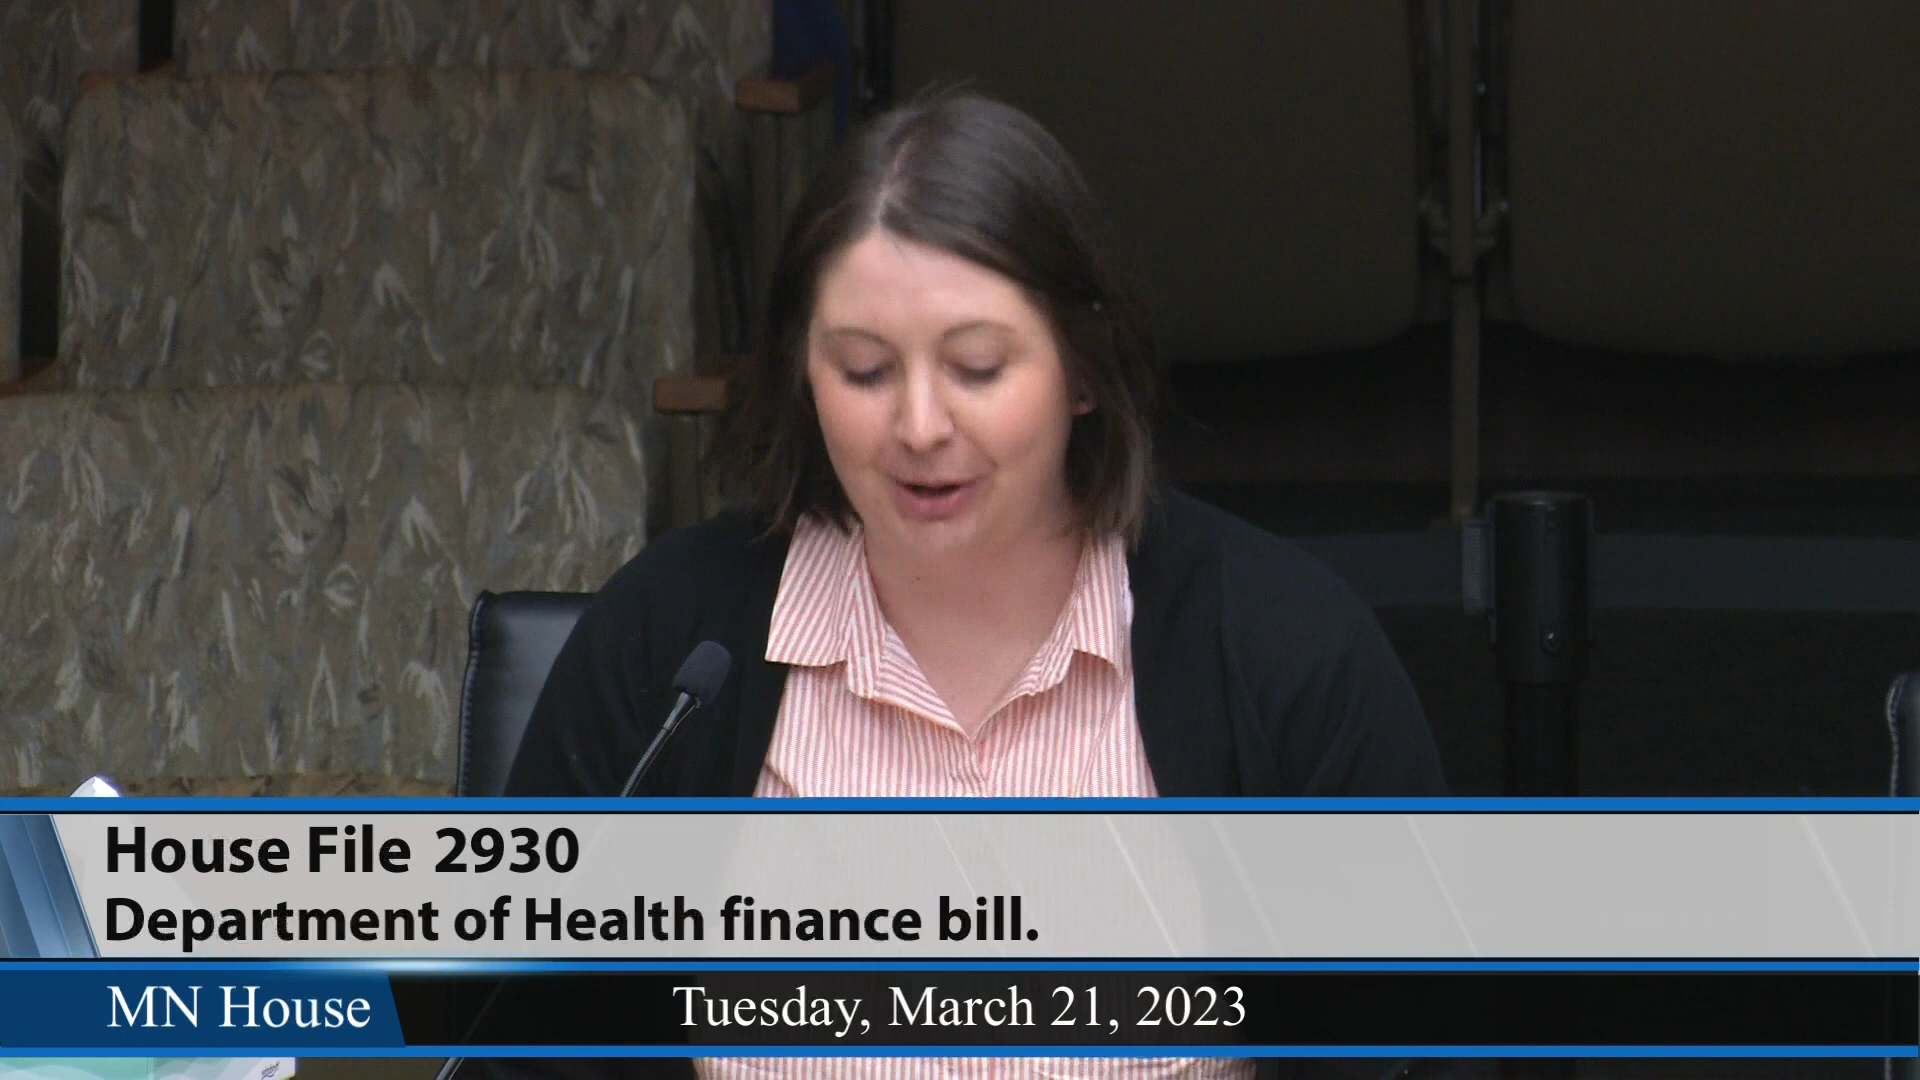 House File 2930
Department of Health finance bill.
MN House
Tuesday, March 21, 2023